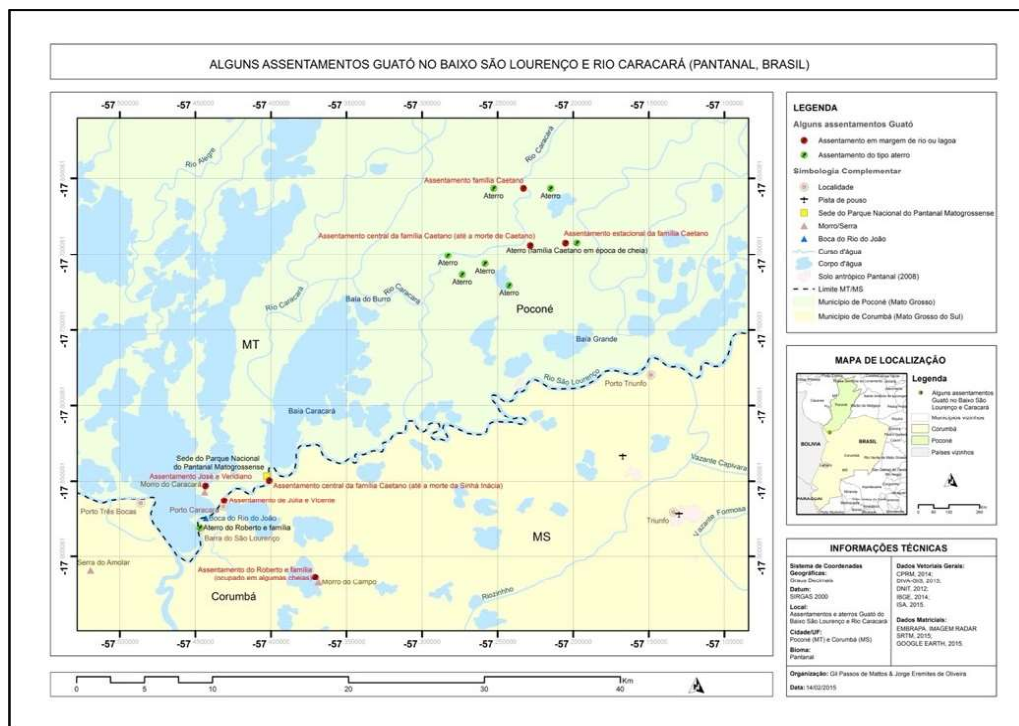 ALGUNS ASSENTAMENTOS GUATÓ NO BAIXO SÃO LOURENÇO E RIO CARACARÁ (PANTANAL, BRASIL)
Rio Alegre
Rio Caracará
Assentamento família Caetano
Aterro
Aterro
Assentamento central da família Caetano (até a morte de Caetano)
Assentamento estacional da família Caetano
Aterro (família Caetano em época de cheia)
Aterro
Aterro
Aterro
Aterro
Rio Caracará
Baía do Burro
Rio Caracará
Poconé
MT
Baía Grande
Rio São Lourenço
Porto Triunfo
Baía Caracará
Sede do Parque Nacional
do Pantanal Matogrossense
Assentamento José e Veridiano
Morro do Caracará
Assentamento central da família Caetano (até a morte da Sinhá Inácia)
Assentamento de Júlia e Vicente
Porto Caracará
Porto Três Bocas
Boca do Rio do João
Aterro do Roberto e família
Barra do São Lourenço
Vazante Capivara
Triunfo
Vazante Formosa
MS
Serra do Amolar
Assentamento do Roberto e família
(ocupado em algumas cheias)
Morro do Campo
Corumbá
Riozinho
Km
0 5 10 20 30 40
LEGENDA
Alguns assentamentos Guató
Assentamento em margem de rio ou lagoa
Assentamento do tipo aterro
Simbologia Complementar
Localidade
Pista de pouso
Sede do Parque Nacional do Pantanal Matogrossense
Morro/Serra
Boca do Rio do João
Curso d'água
Corpo d'água
Solo antrópico Pantanal (2008)
Limite MT/MS
Município de Poconé (Mato Grosso)
Município de Corumbá (Mato Grosso do Sul)
MAPA DE LOCALIZAÇÃO
BOLIVIA
BRASIL
PARAGUAI
Legenda
Alguns assentamentos
Guató no Baixo São
Lourenço e Caracará
Municípios vizinhos
Corumbá
Poconé
Países vizinhos
INFORMAÇÕES TÉCNICAS
Sistema de Coordenadas
Geográficas:
Graus Decimais
Datum:
SIRGAS 2000
Local:
Assentamentos e aterros Guató do
Baixo São Lourenço e Rio Caracará
Cidade/UF:
Poconé (MT) e Corumbá (MS)
Bioma:
Pantanal
Dados Vetoriais Gerais:
CPRM, 2014;
DIVA-GIS, 2015;
DNIT, 2012;
IBGE, 2014;
ISA, 2015.
Dados Matriciais:
EMBRAPA, IMAGEM RADAR
SRTM, 2015;
GOOGLE EARTH, 2015.
Organização: Gil Passos de Mattos & Jorge Eremites de Oliveira
Data: 14/02/2015